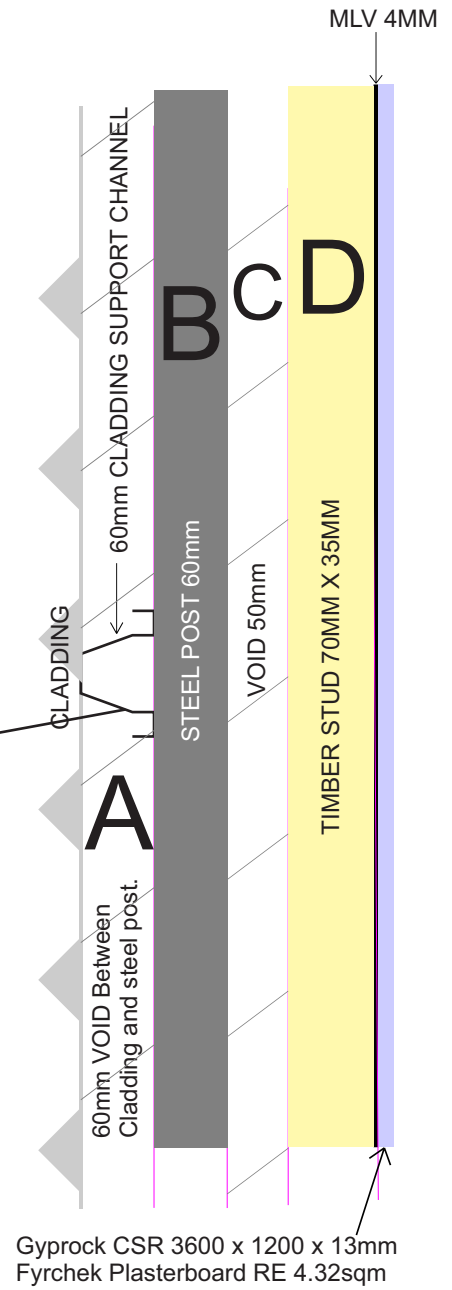 MLV 4MM
60mm CLADDING SUPPORT CHANNEL
B
C
D
CLADDING
STEEL POST 60mm
VOID 50mm
TIMBER STUD 70MM X 35MM
A
60mm VOID Between
Cladding and steel post.
Gyprock CSR 3600 x 1200 x 13mm
Fyrchek Plasterboard RE 4.32sqm